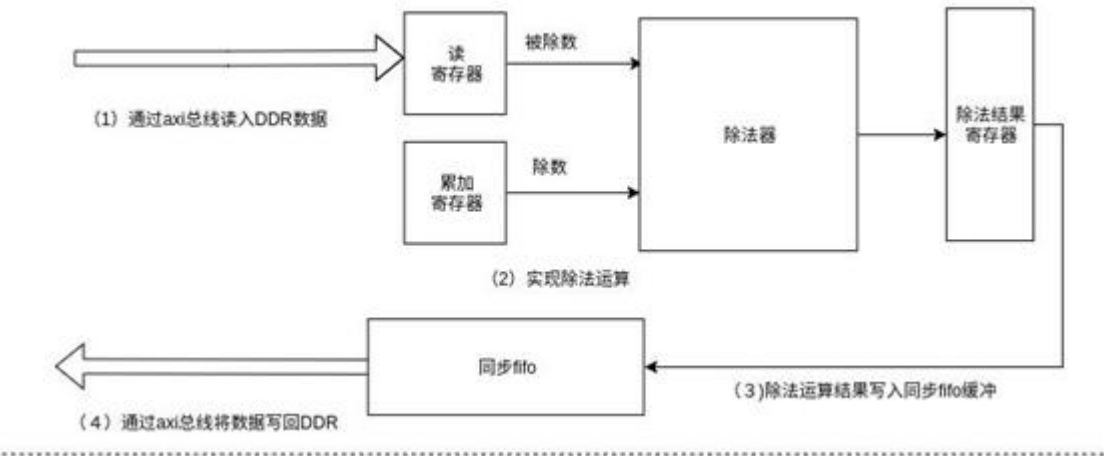 读
寄存器
被除数
(1) 通过axi总线读入DDR数据
累加
寄存器
除数
除法器
除法结果
寄存器
(2) 实现除法运算
同步fifo
(3)除法运算结果写入同步fifo缓冲
(4) 通过axi总线将数据写回DDR